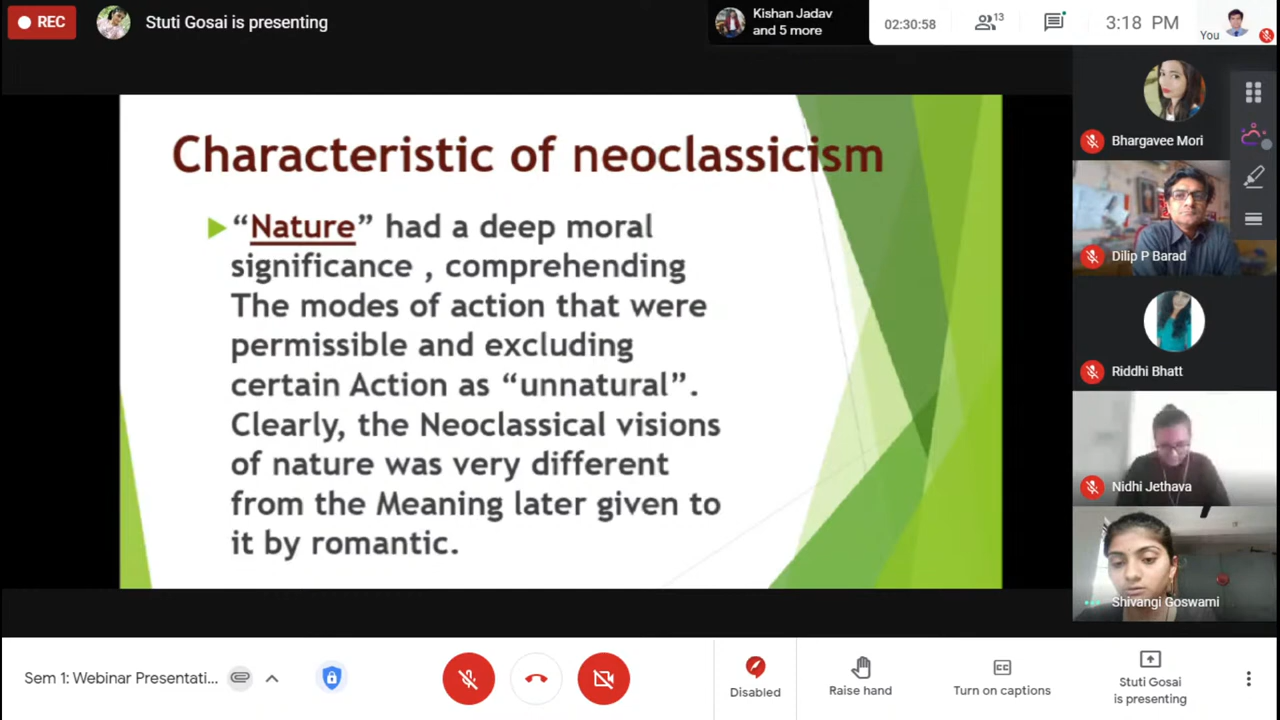 REC
Stuti Gosai is presenting
Kishan Jadav
and 5 more
02:30:58
13
3:18 PM
You
Characteristic of neoclassicism
“Nature” had a deep moral
significance , comprehending
The modes of action that were
permissible and excluding
certain Action as “unnatural”.
Clearly, the Neoclassical visions
of nature was very different
from the Meaning later given to
it by romantic.
Bhargavee Mori
Dilip P Barad
Riddhi Bhatt
Nidhi Jethava
Shivangi Goswami
Sem 1: Webinar Presentati...
Disabled
Raise hand
CC
Turn on captions
Stuti Gosai
is presenting